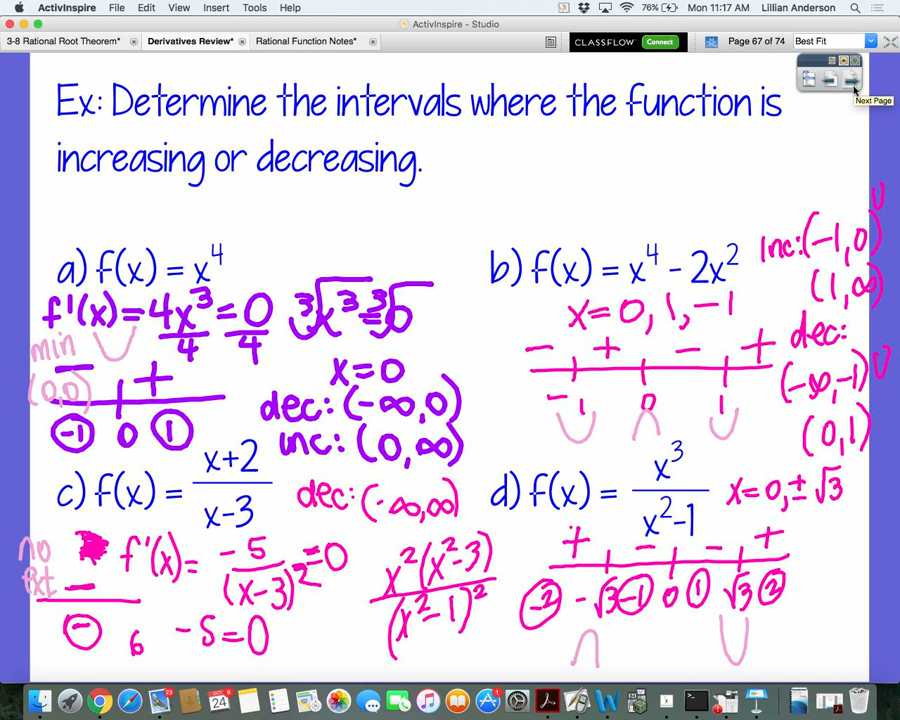 ActivInspire File Edit View Insert Tools Help 76% Mon 11:17 AM Lillian Anderson
ActivInspire - Studio
3-8 Rational Root Theorem* Derivatives Review* Rational Function Notes* CLASSFLOW Connect Page 67 of 74 Best Fit
Next Page
Ex: Determine the intervals where the function is
increasing or decreasing.
a) f(x) = x⁴
f'(x) = 4x³ = 0
4 4
∛x³ = ∛0
x = 0
min
(0,0)
− +
-1 0 1
dec: (-∞, 0)
inc: (0, ∞)
b) f(x) = x⁴ - 2x²
x = 0, 1, -1
− + − +
-1 0 1
inc: (-1, 0) ∪
(1, ∞)
dec:
(-∞, -1) ∪
(0, 1)
c) f(x) = x+2
x-3
dec: (-∞, ∞)
no
Ext
f'(x) = -5 = 0
(x-3)²
−
6 -5 = 0
d) f(x) = x³
x²-1
x = 0, ± √3
x²(x²-3)
(x²-1)²
+ − − +
-2 -√3 -1 0 1 √3 2
23
OCT
24
1